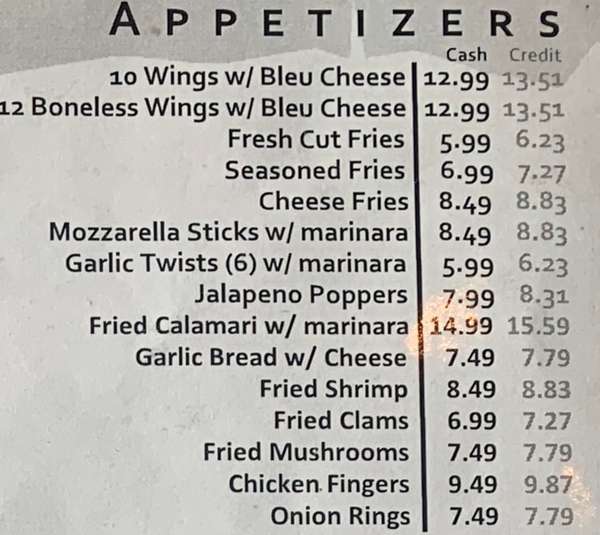 APPETIZERS
Cash Credit
10 Wings w/ Bleu Cheese 12.99 13.51
12 Boneless Wings w/ Bleu Cheese 12.99 13.51
Fresh Cut Fries 5.99 6.23
Seasoned Fries 6.99 7.27
Cheese Fries 8.49 8.83
Mozzarella Sticks w/ marinara 8.49 8.83
Garlic Twists (6) w/ marinara 5.99 6.23
Jalapeno Poppers 7.99 8.31
Fried Calamari w/ marinara 14.99 15.59
Garlic Bread w/ Cheese 7.49 7.79
Fried Shrimp 8.49 8.83
Fried Clams 6.99 7.27
Fried Mushrooms 7.49 7.79
Chicken Fingers 9.49 9.87
Onion Rings 7.49 7.79